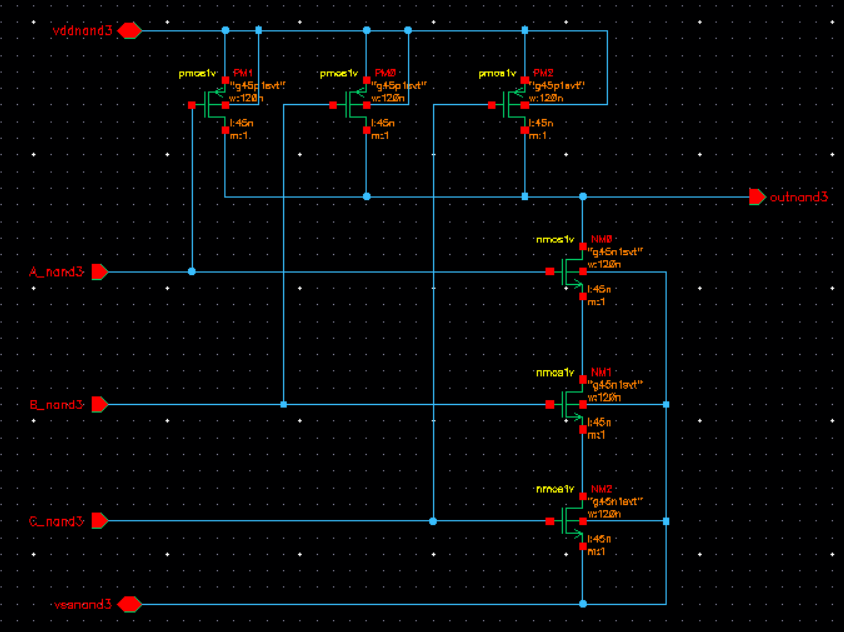 vddnand3
pmos1v PM1
"g45p1svt"
w:120n
l:45n
m:1
pmos1v PM0
"g45p1svt"
w:120n
l:45n
m:1
pmos1v PM2
"g45p1svt"
w:120n
l:45n
m:1
outnand3
nmos1v NM0
"g45n1svt"
w:120n
l:45n
m:1
A_nand3
nmos1v NM1
"g45n1svt"
w:120n
l:45n
m:1
B_nand3
nmos1v NM2
"g45n1svt"
w:120n
l:45n
m:1
C_nand3
vssnand3